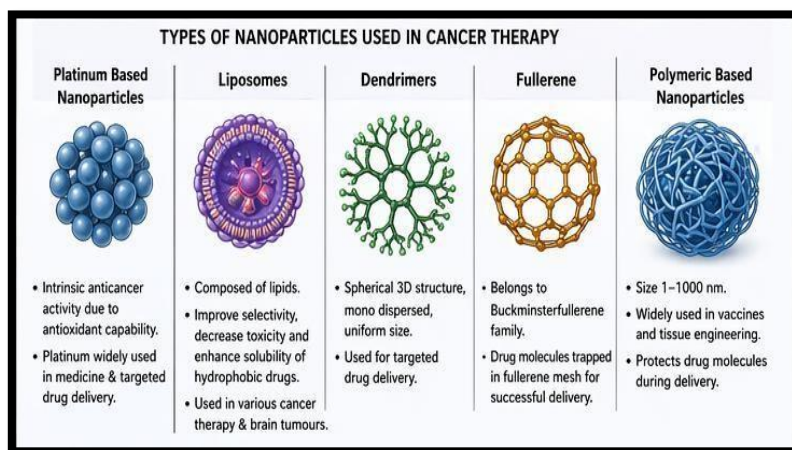 TYPES OF NANOPARTICLES USED IN CANCER THERAPY
Platinum Based
Nanoparticles
• Intrinsic anticancer
activity due to
antioxidant capability.
• Platinum widely used
in medicine & targeted
drug delivery.
Liposomes
• Composed of lipids.
• Improve selectivity,
decrease toxicity and
enhance solubility of
hydrophobic drugs.
• Used in various cancer
therapy & brain tumours.
Dendrimers
• Spherical 3D structure,
mono dispersed,
uniform size.
• Used for targeted
drug delivery.
Fullerene
• Belongs to
Buckminsterfullerene
family.
• Drug molecules trapped
in fullerene mesh for
successful delivery.
Polymeric Based
Nanoparticles
• Size 1–1000 nm.
• Widely used in vaccines
and tissue engineering.
• Protects drug molecules
during delivery.